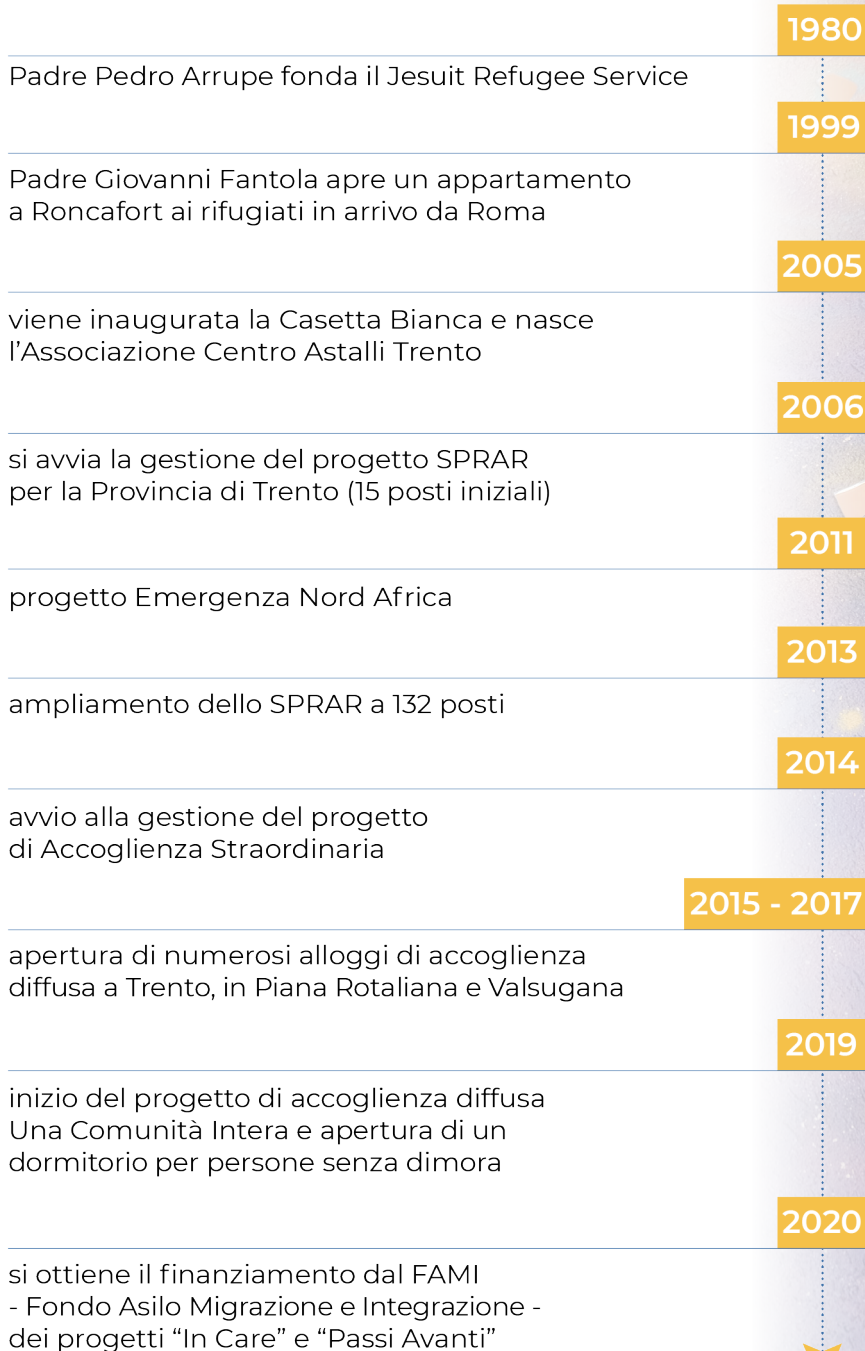 1980
Padre Pedro Arrupe fonda il Jesuit Refugee Service
1999
Padre Giovanni Fantola apre un appartamento
a Roncafort ai rifugiati in arrivo da Roma
2005
viene inaugurata la Casetta Bianca e nasce
l’Associazione Centro Astalli Trento
2006
si avvia la gestione del progetto SPRAR
per la Provincia di Trento (15 posti iniziali)
2011
progetto Emergenza Nord Africa
2013
ampliamento dello SPRAR a 132 posti
2014
avvio alla gestione del progetto
di Accoglienza Straordinaria
2015 - 2017
apertura di numerosi alloggi di accoglienza
diffusa a Trento, in Piana Rotaliana e Valsugana
2019
inizio del progetto di accoglienza diffusa
Una Comunità Intera e apertura di un
dormitorio per persone senza dimora
2020
si ottiene il finanziamento dal FAMI
- Fondo Asilo Migrazione e Integrazione -
dei progetti “In Care” e “Passi Avanti”